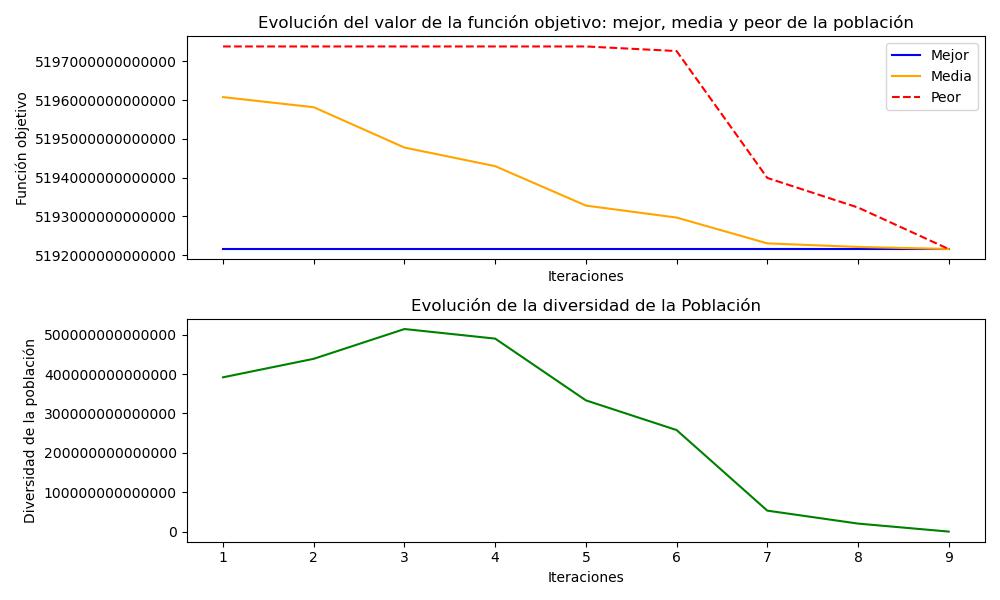 Evolución del valor de la función objetivo: mejor, media y peor de la población
Función objetivo
5197000000000000
5196000000000000
5195000000000000
5194000000000000
5193000000000000
5192000000000000
Mejor
Media
Peor
Iteraciones
Evolución de la diversidad de la Población
Diversidad de la población
500000000000000
400000000000000
300000000000000
200000000000000
100000000000000
0
1 2 3 4 5 6 7 8 9
Iteraciones